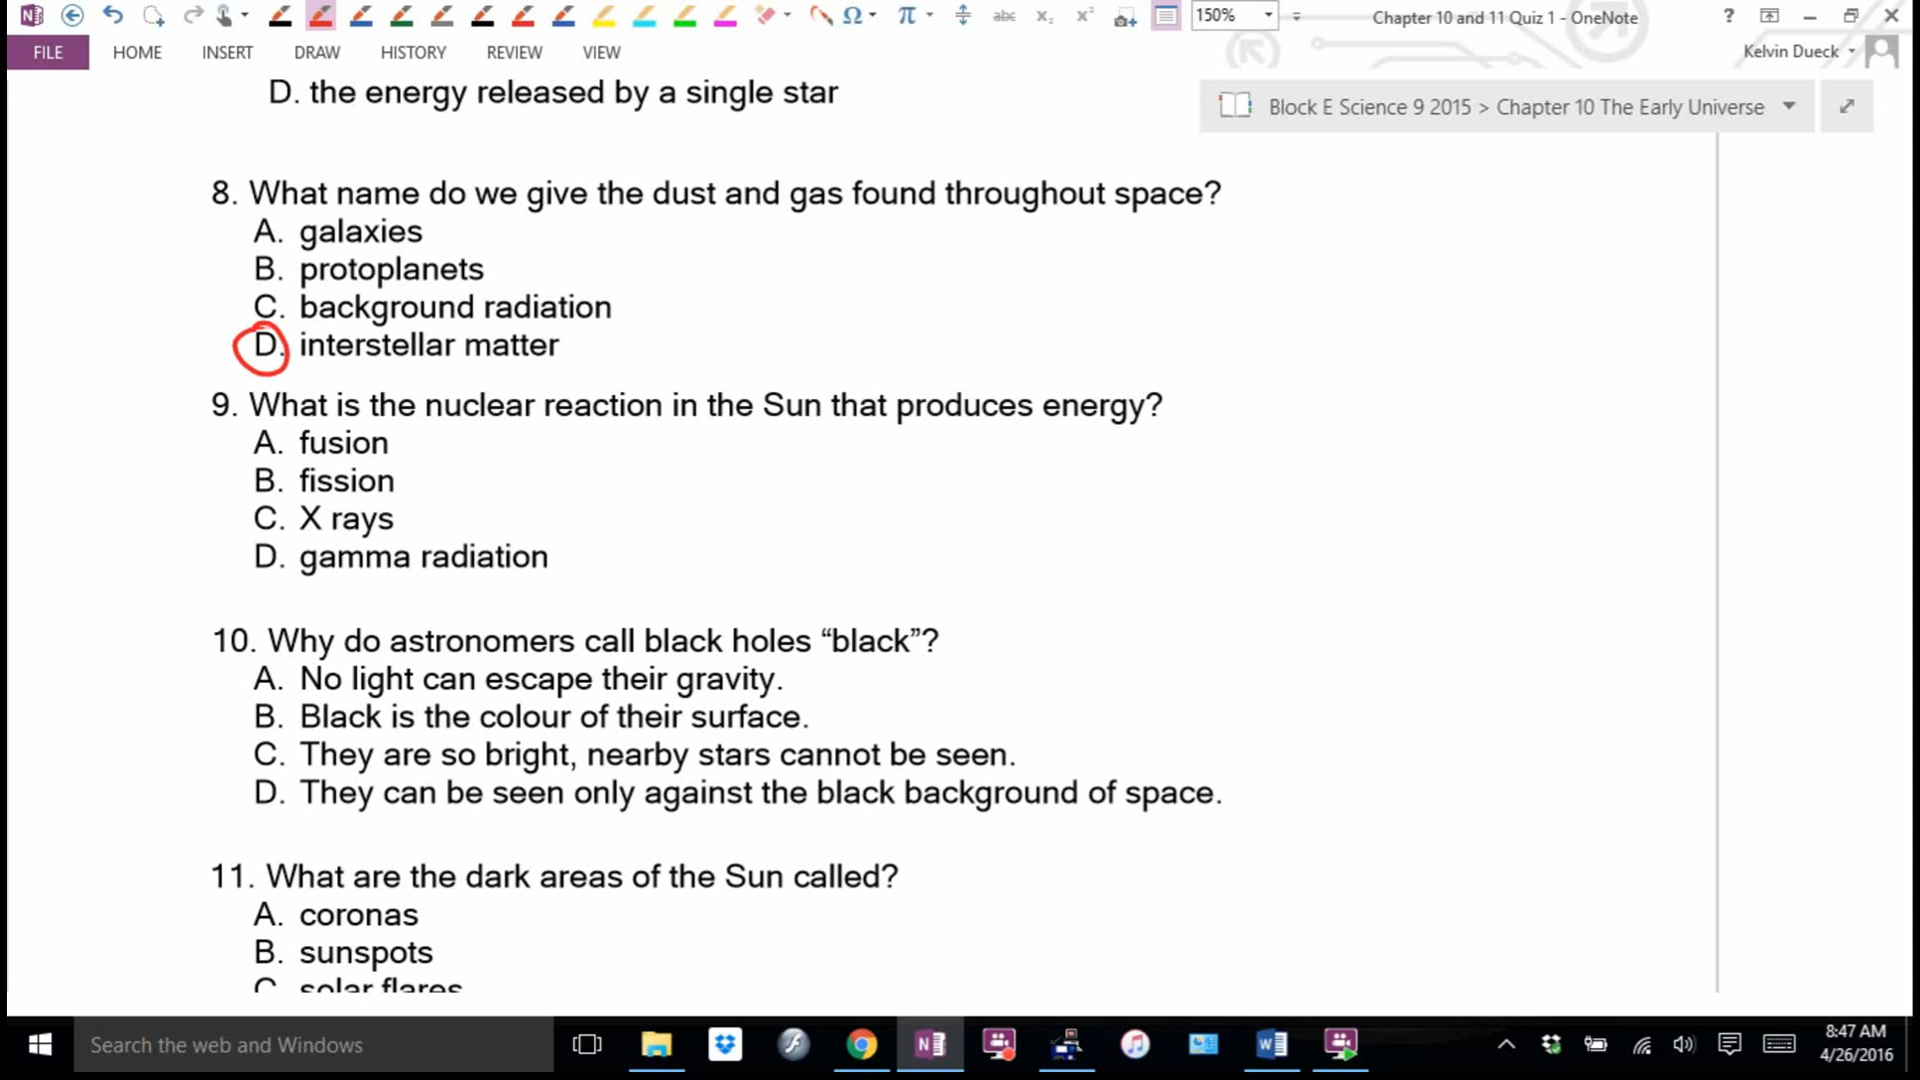 150%
Chapter 10 and 11 Quiz 1 - OneNote
?
FILE HOME INSERT DRAW HISTORY REVIEW VIEW
Kelvin Dueck
Block E Science 9 2015 > Chapter 10 The Early Universe
D. the energy released by a single star
8. What name do we give the dust and gas found throughout space?
A. galaxies
B. protoplanets
C. background radiation
D. interstellar matter
9. What is the nuclear reaction in the Sun that produces energy?
A. fusion
B. fission
C. X rays
D. gamma radiation
10. Why do astronomers call black holes “black”?
A. No light can escape their gravity.
B. Black is the colour of their surface.
C. They are so bright, nearby stars cannot be seen.
D. They can be seen only against the black background of space.
11. What are the dark areas of the Sun called?
A. coronas
B. sunspots
C. solar flares
Search the web and Windows
8:47 AM
4/26/2016